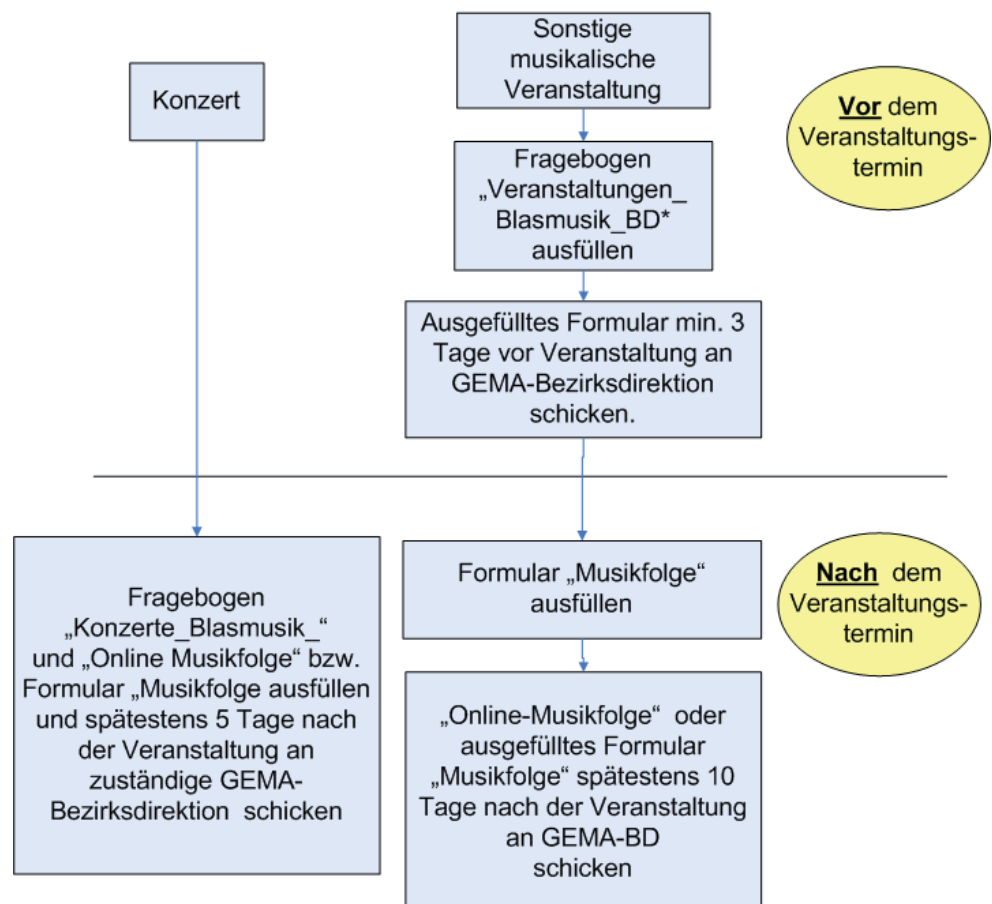 Konzert
Sonstige
musikalische
Veranstaltung
Vor dem
Veranstaltungs-
termin
Fragebogen
„Veranstaltungen_
Blasmusik_BD*
ausfüllen
Ausgefülltes Formular min. 3
Tage vor Veranstaltung an
GEMA-Bezirksdirektion
schicken.
Fragebogen
„Konzerte_Blasmusik_“
und „Online Musikfolge“ bzw.
Formular „Musikfolge ausfüllen
und spätestens 5 Tage nach
der Veranstaltung an
zuständige GEMA-
Bezirksdirektion schicken
Formular „Musikfolge“
ausfüllen
Nach dem
Veranstaltungs-
termin
„Online-Musikfolge“ oder
ausgefülltes Formular
„Musikfolge“ spätestens 10
Tage nach der Veranstaltung
an GEMA-BD
schicken